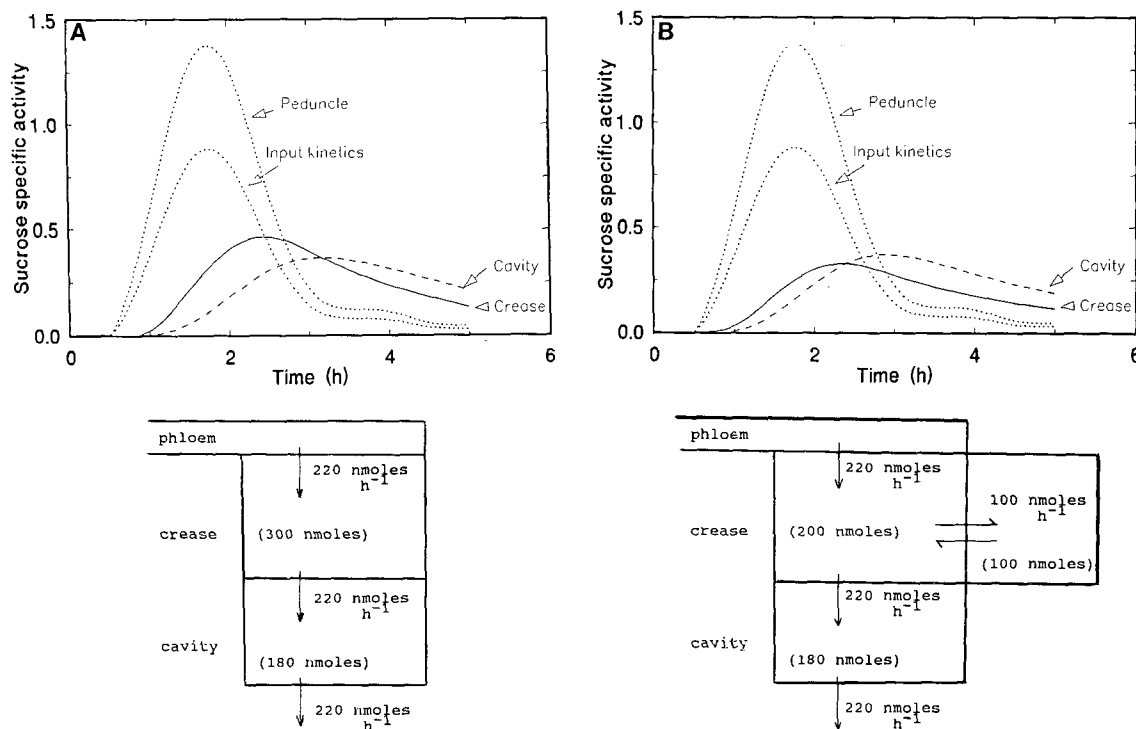 A
Sucrose specific activity
1.5
1.0
0.5
0.0
Peduncle
Input kinetics
Cavity
Crease
0
2
4
6
Time (h)
B
Sucrose specific activity
1.5
1.0
0.5
0.0
Peduncle
Input kinetics
Cavity
Crease
0
2
4
6
Time (h)
phloem
220 nmoles
h⁻¹
crease
(300 nmoles)
220 nmoles
h⁻¹
cavity
(180 nmoles)
220 nmoles
h⁻¹
phloem
220 nmoles
h⁻¹
100 nmoles
h⁻¹
crease
(200 nmoles)
(100 nmoles)
220 nmoles
h⁻¹
cavity
(180 nmoles)
220 nmoles
h⁻¹